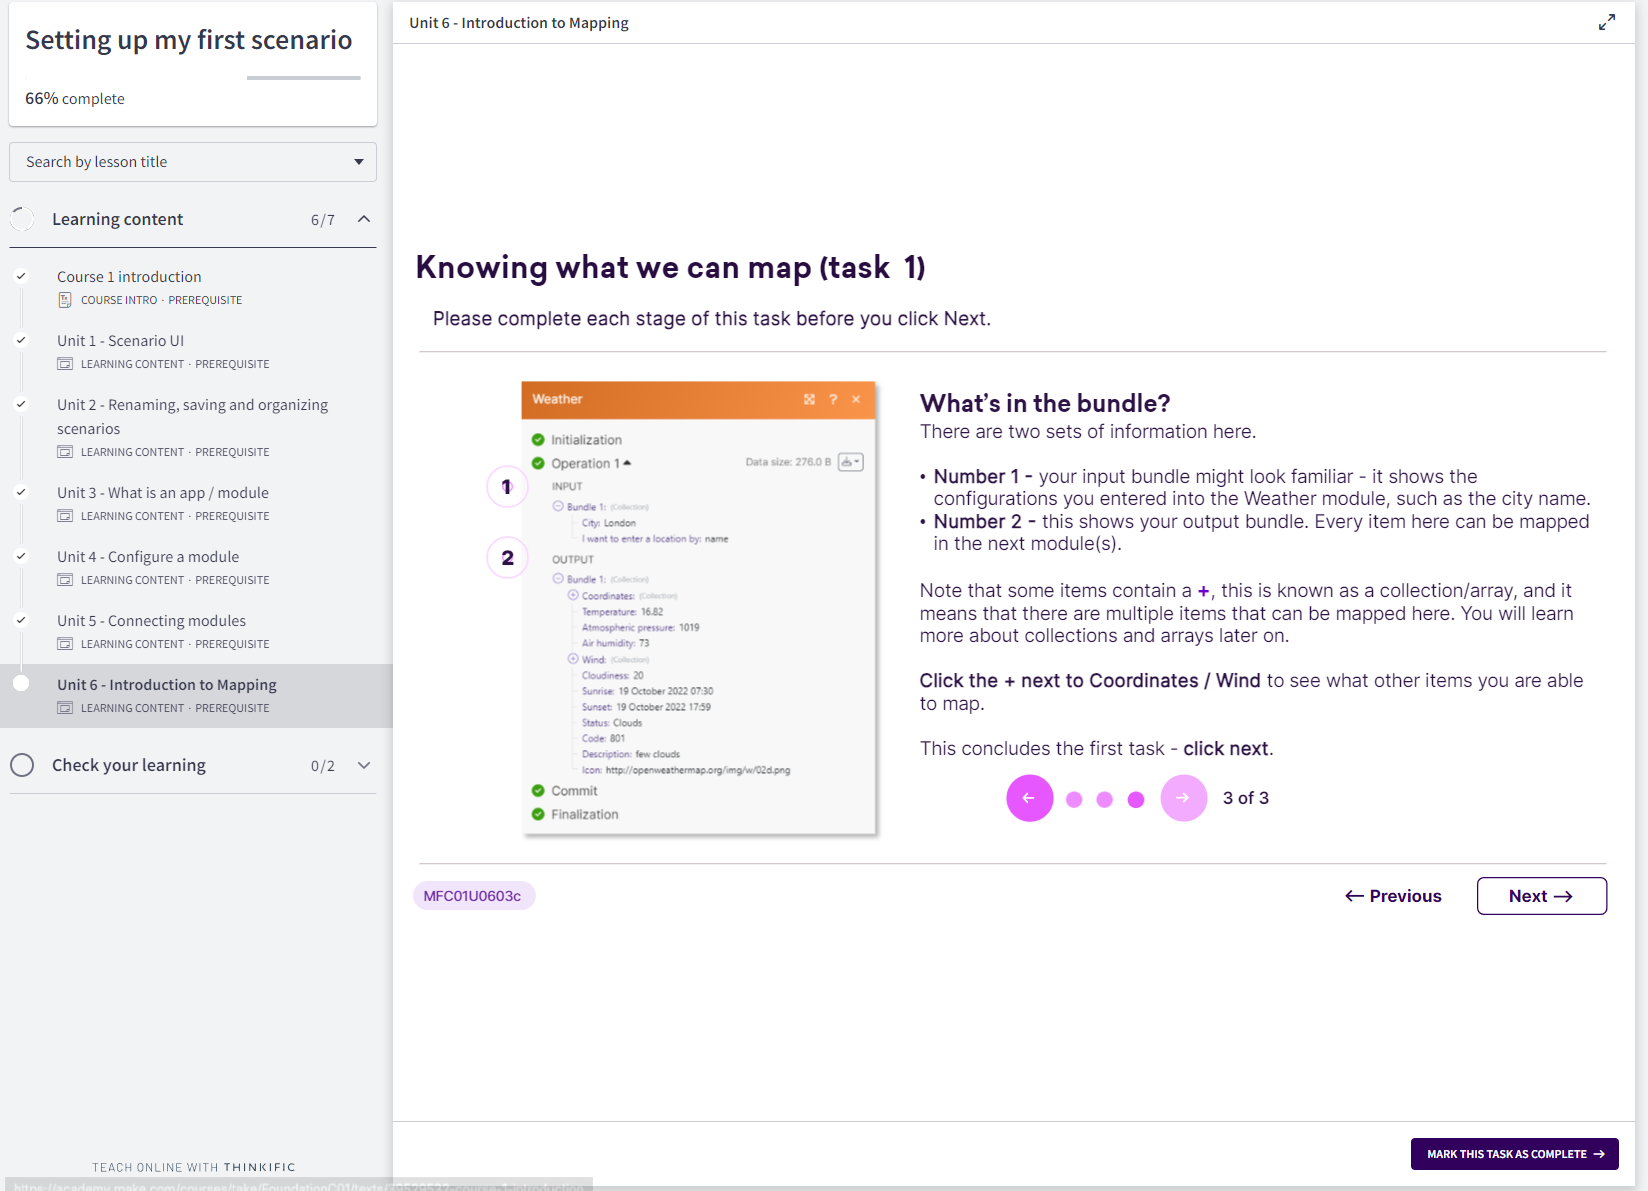 Setting up my first scenario
66% complete
Search by lesson title
Learning content 6/7
Course 1 introduction
COURSE INTRO · PREREQUISITE
Unit 1 - Scenario UI
LEARNING CONTENT · PREREQUISITE
Unit 2 - Renaming, saving and organizing
scenarios
LEARNING CONTENT · PREREQUISITE
Unit 3 - What is an app / module
LEARNING CONTENT · PREREQUISITE
Unit 4 - Configure a module
LEARNING CONTENT · PREREQUISITE
Unit 5 - Connecting modules
LEARNING CONTENT · PREREQUISITE
Unit 6 - Introduction to Mapping
LEARNING CONTENT · PREREQUISITE
Check your learning 0/2
TEACH ONLINE WITH THINKIFIC
https://academy.make.com/courses/take/FoundationC01/texts/39529532-course-1-introduction
Unit 6 - Introduction to Mapping
Knowing what we can map (task 1)
Please complete each stage of this task before you click Next.
Weather ?
Initialization
Operation 1 Data size: 276.0 B
1
INPUT
Bundle 1: (Collection)
City: London
I want to enter a location by: name
2
OUTPUT
Bundle 1: (Collection)
Coordinates: (Collection)
Temperature: 16.82
Atmospheric pressure: 1019
Air humidity: 73
Wind: (Collection)
Cloudiness: 20
Sunrise: 19 October 2022 07:30
Sunset: 19 October 2022 17:59
Status: Clouds
Code: 801
Description: few clouds
Icon: http://openweathermap.org/img/w/02d.png
Commit
Finalization
What's in the bundle?
There are two sets of information here.
• Number 1 - your input bundle might look familiar - it shows the
configurations you entered into the Weather module, such as the city name.
• Number 2 - this shows your output bundle. Every item here can be mapped
in the next module(s).
Note that some items contain a +, this is known as a collection/array, and it
means that there are multiple items that can be mapped here. You will learn
more about collections and arrays later on.
Click the + next to Coordinates / Wind to see what other items you are able
to map.
This concludes the first task - click next.
← → 3 of 3
MFC01U0603c
← Previous Next →
MARK THIS TASK AS COMPLETE →